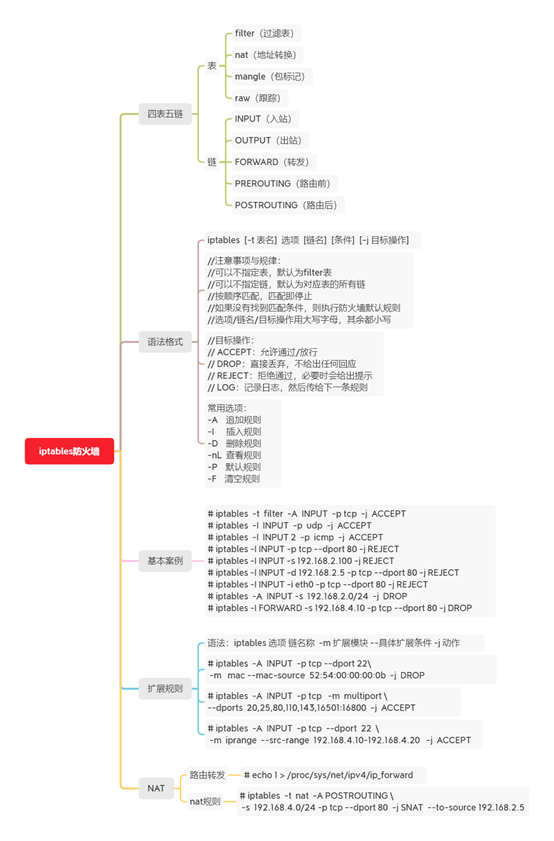 iptables防火墙
四表五链
表
filter（过滤表）
nat（地址转换）
mangle（包标记）
raw（跟踪）
链
INPUT（入站）
OUTPUT（出站）
FORWARD（转发）
PREROUTING（路由前）
POSTROUTING（路由后）
语法格式
iptables [-t 表名] 选项 [链名] [条件] [-j 目标操作]
//注意事项与规律：
//可以不指定表，默认为filter表
//可以不指定链，默认为对应表的所有链
//按顺序匹配，匹配即停止
//如果没有找到匹配条件，则执行防火墙默认规则
//选项/链名/目标操作用大写字母，其余都小写
//目标操作：
// ACCEPT：允许通过/放行
// DROP：直接丢弃，不给出任何回应
// REJECT：拒绝通过，必要时会给出提示
// LOG：记录日志，然后传给下一条规则
常用选项：
-A 追加规则
-I 插入规则
-D 删除规则
-nL 查看规则
-P 默认规则
-F 清空规则
基本案例
# iptables -t filter -A INPUT -p tcp -j ACCEPT
# iptables -I INPUT -p udp -j ACCEPT
# iptables -I INPUT 2 -p icmp -j ACCEPT
# iptables -I INPUT -p tcp --dport 80 -j REJECT
# iptables -I INPUT -s 192.168.2.100 -j REJECT
# iptables -I INPUT -d 192.168.2.5 -p tcp --dport 80 -j REJECT
# iptables -I INPUT -i eth0 -p tcp --dport 80 -j REJECT
# iptables -A INPUT -s 192.168.2.0/24 -j DROP
# iptables -I FORWARD -s 192.168.4.10 -p tcp --dport 80 -j DROP
扩展规则
语法：iptables 选项 链名称 -m 扩展模块 --具体扩展条件 -j 动作
# iptables -A INPUT -p tcp --dport 22\
-m mac --mac-source 52:54:00:00:00:0b -j DROP
# iptables -A INPUT -p tcp -m multiport \
--dports 20,25,80,110,143,16501:16800 -j ACCEPT
# iptables -A INPUT -p tcp --dport 22 \
-m iprange --src-range 192.168.4.10-192.168.4.20 -j ACCEPT
NAT
路由转发
# echo 1 > /proc/sys/net/ipv4/ip_forward
nat规则
# iptables -t nat -A POSTROUTING \
-s 192.168.4.0/24 -p tcp --dport 80 -j SNAT --to-source 192.168.2.5